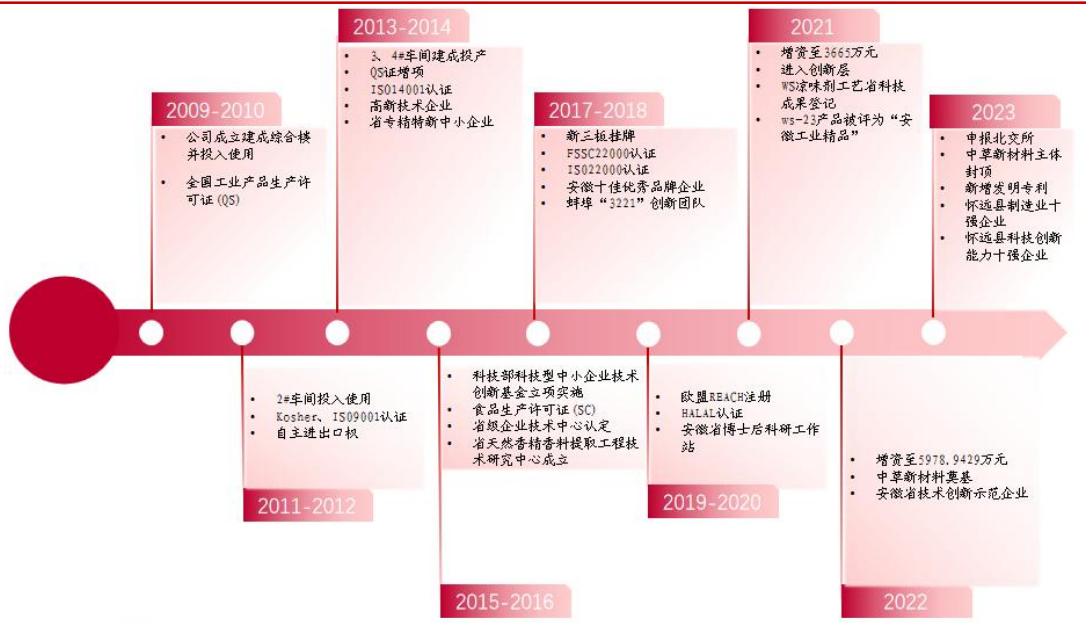 2009-2010
• 公司成立建成综合楼
并投入使用
• 全国工业产品生产许
可证(QS)
2011-2012
• 2#车间投入使用
• Kosher、ISO9001认证
• 自主进出口权
2013-2014
• 3、4#车间建成投产
• QS证增项
• ISO14001认证
• 高新技术企业
• 省专精特新中小企业
2015-2016
• 科技部科技型中小企业技术
创新基金立项实施
• 食品生产许可证(SC)
• 省级企业技术中心认定
• 省天然香精香料提取工程技
术研究中心成立
2017-2018
• 新三板挂牌
• FSSC22000认证
• ISO22000认证
• 安徽十佳优秀品牌企业
• 蚌埠“3221”创新团队
2019-2020
• 欧盟REACH注册
• HALAL认证
• 安徽省博士后科研工作
站
2021
• 增资至3665万元
• 进入创新层
• WS凉味剂工艺省科技
成果登记
• ws-23产品被评为“安
徽工业精品”
2022
• 增资至5978.9429万元
• 中草新材料奠基
• 安徽省技术创新示范企业
2023
• 申报北交所
• 中草新材料主体
封顶
• 新增发明专利
• 怀远县制造业十
强企业
• 怀远县科技创新
能力十强企业